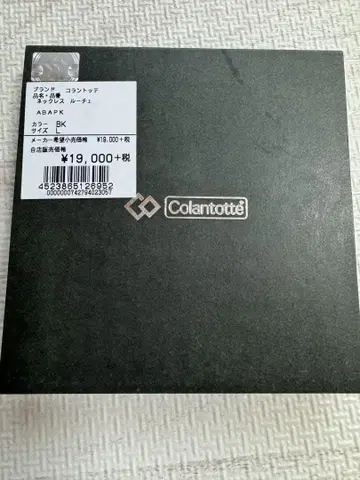 ブランド　コラントッテ
品名・品番
ネックレス　ルーチェ
ABAPK
カラー　BK
サイズ　L
メーカー希望小売価格　¥19,000+税
自店販売価格
¥19,000+税
4523865126952
0000000742794023057
Colantotte®